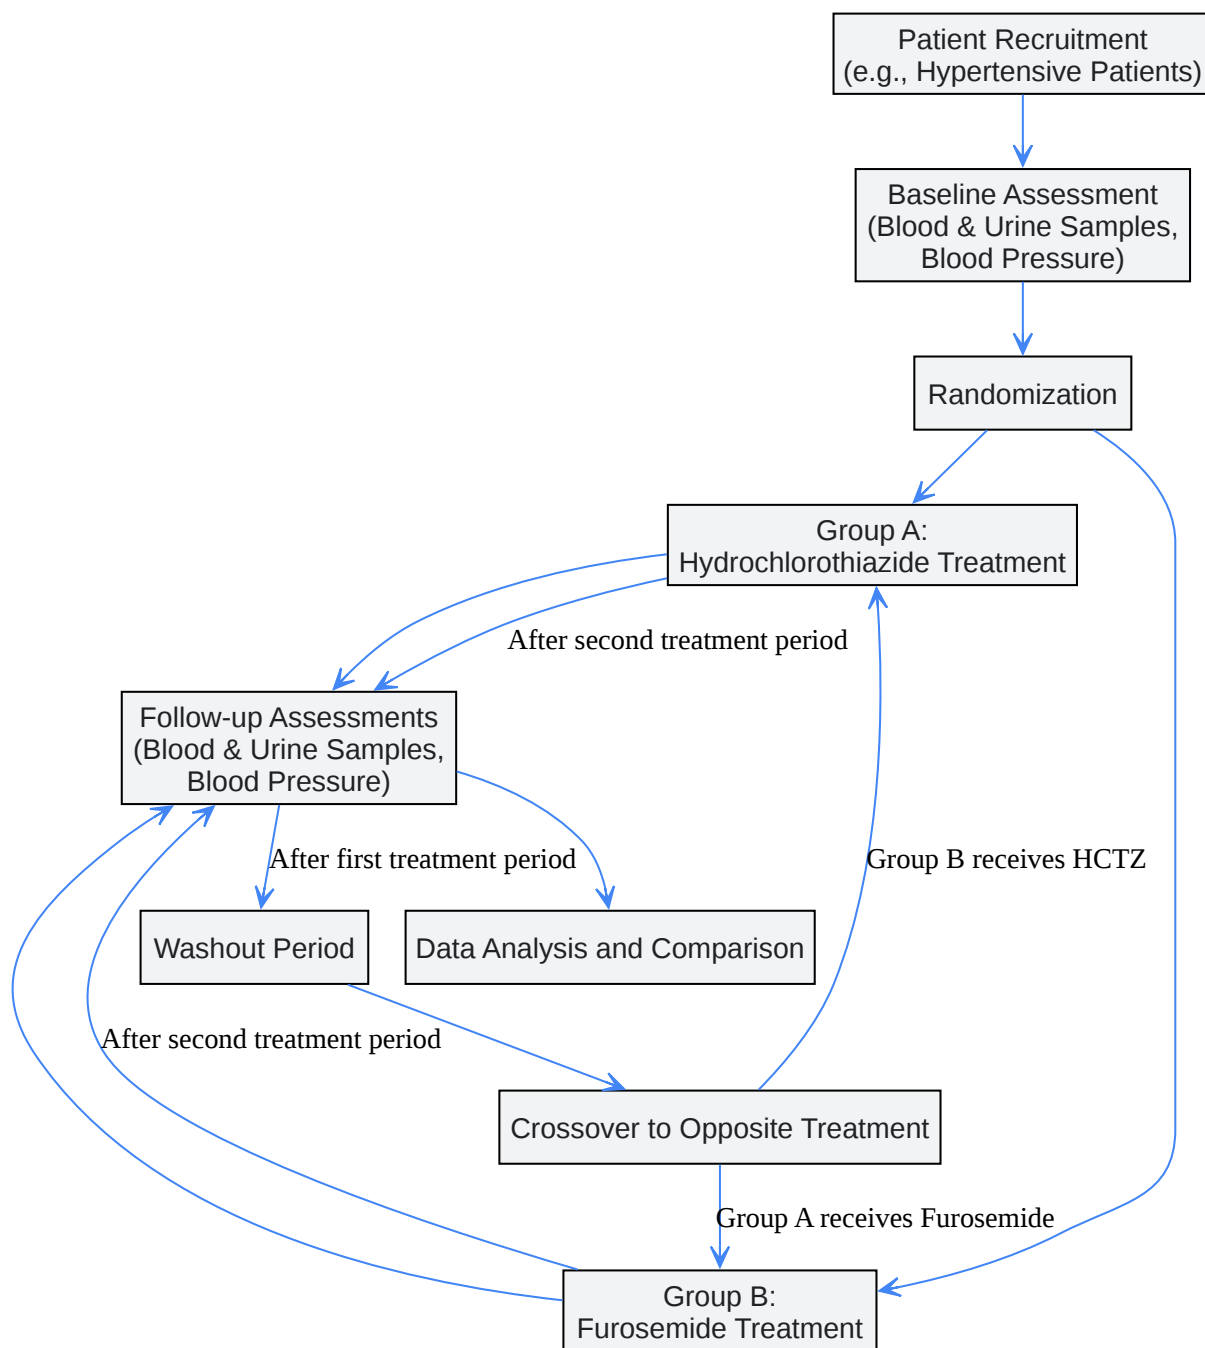 Patient Recruitment
(e.g., Hypertensive Patients)
Baseline Assessment
(Blood & Urine Samples,
Blood Pressure)
Randomization
Group A:
Hydrochlorothiazide Treatment
After second treatment period
Follow-up Assessments
(Blood & Urine Samples,
Blood Pressure)
After first treatment period
Group B receives HCTZ
Washout Period
Data Analysis and Comparison
After second treatment period
Crossover to Opposite Treatment
Group A receives Furosemide
Group B:
Furosemide Treatment